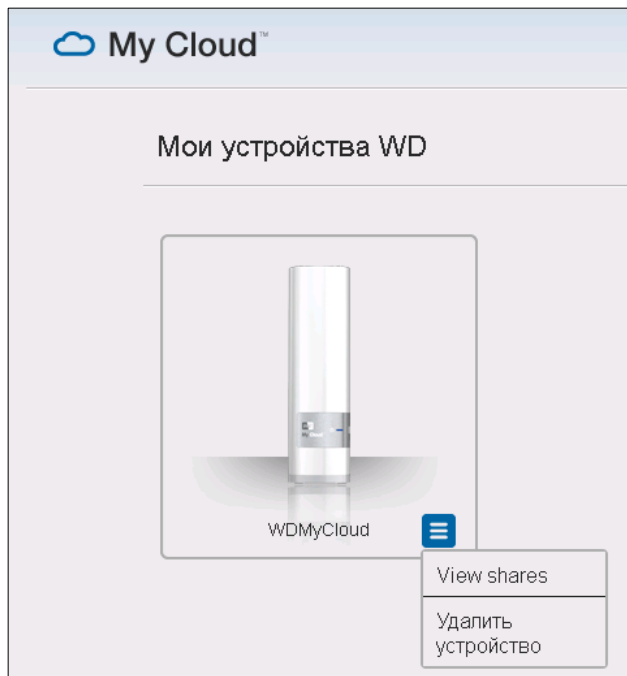 My Cloud™
Мои устройства WD
WDMyCloud
View shares
Удалить
устройство